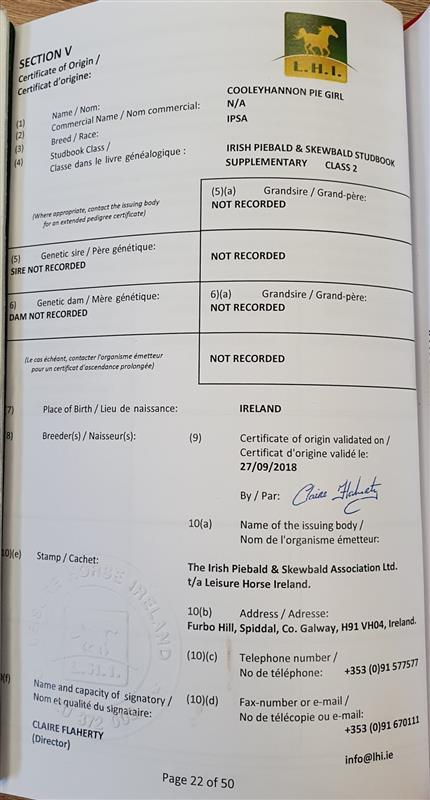 SECTION V
Certificate of Origin /
Certificat d'origine:
L.H.I.
(1) Name / Nom: COOLEYHANNON PIE GIRL
(2) Commercial Name / Nom commercial: N/A
(3) Breed / Race: IPSA
(4) Studbook Class /
Classe dans le livre généalogique : IRISH PIEBALD & SKEWBALD STUDBOOK
SUPPLEMENTARY CLASS 2
(Where appropriate, contact the issuing body
for an extended pedigree certificate)
(5)(a) Grandsire / Grand-père:
NOT RECORDED
(5) Genetic sire / Père génétique:
SIRE NOT RECORDED
NOT RECORDED
6) Genetic dam / Mère génétique:
DAM NOT RECORDED
6)(a) Grandsire / Grand-père:
NOT RECORDED
(Le cas échéant, contacter l'organisme émetteur
pour un certificat d'ascendance prolongée)
NOT RECORDED
7) Place of Birth / Lieu de naissance: IRELAND
8) Breeder(s) / Naisseur(s):
(9) Certificate of origin validated on /
Certificat d'origine validé le:
27/09/2018
By / Par: Claire Flaherty
10(a) Name of the issuing body /
Nom de l'organisme émetteur:
10)(e) Stamp / Cachet:
The Irish Piebald & Skewbald Association Ltd.
t/a Leisure Horse Ireland.
10(b) Address / Adresse:
Furbo Hill, Spiddal, Co. Galway, H91 VH04, Ireland.
(10)(c) Telephone number /
No de téléphone: +353 (0)91 577577
)(f) Name and capacity of signatory /
Nom et qualité du signataire:
CLAIRE FLAHERTY
(Director)
(10)(d) Fax-number or e-mail /
No de télécopie ou e-mail:
+353 (0)91 670111
info@lhi.ie
HORSE IRELAND
L.H.I.
Page 22 of 50